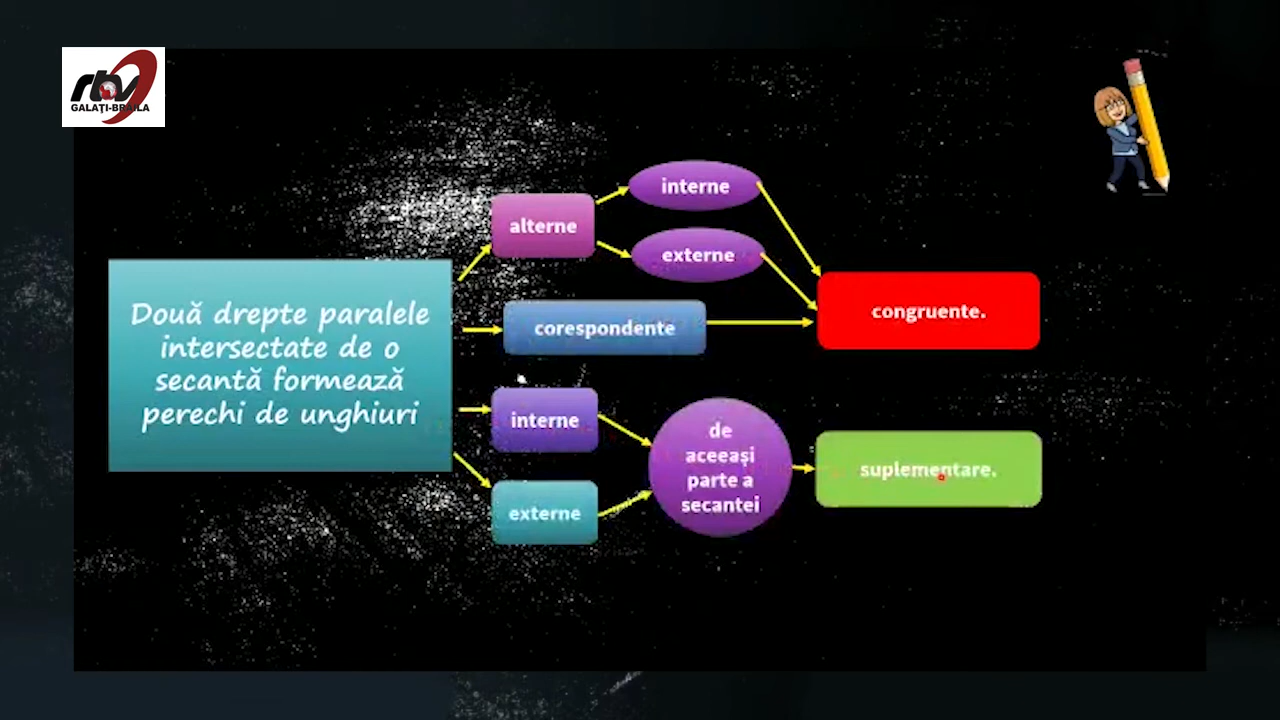 rtv
GALAȚI-BRĂILA
Două drepte paralele
intersectate de o
secantă formează
perechi de unghiuri
alterne
interne
externe
corespondente
congruente.
interne
externe
de
aceeași
parte a
secantei
suplementare.